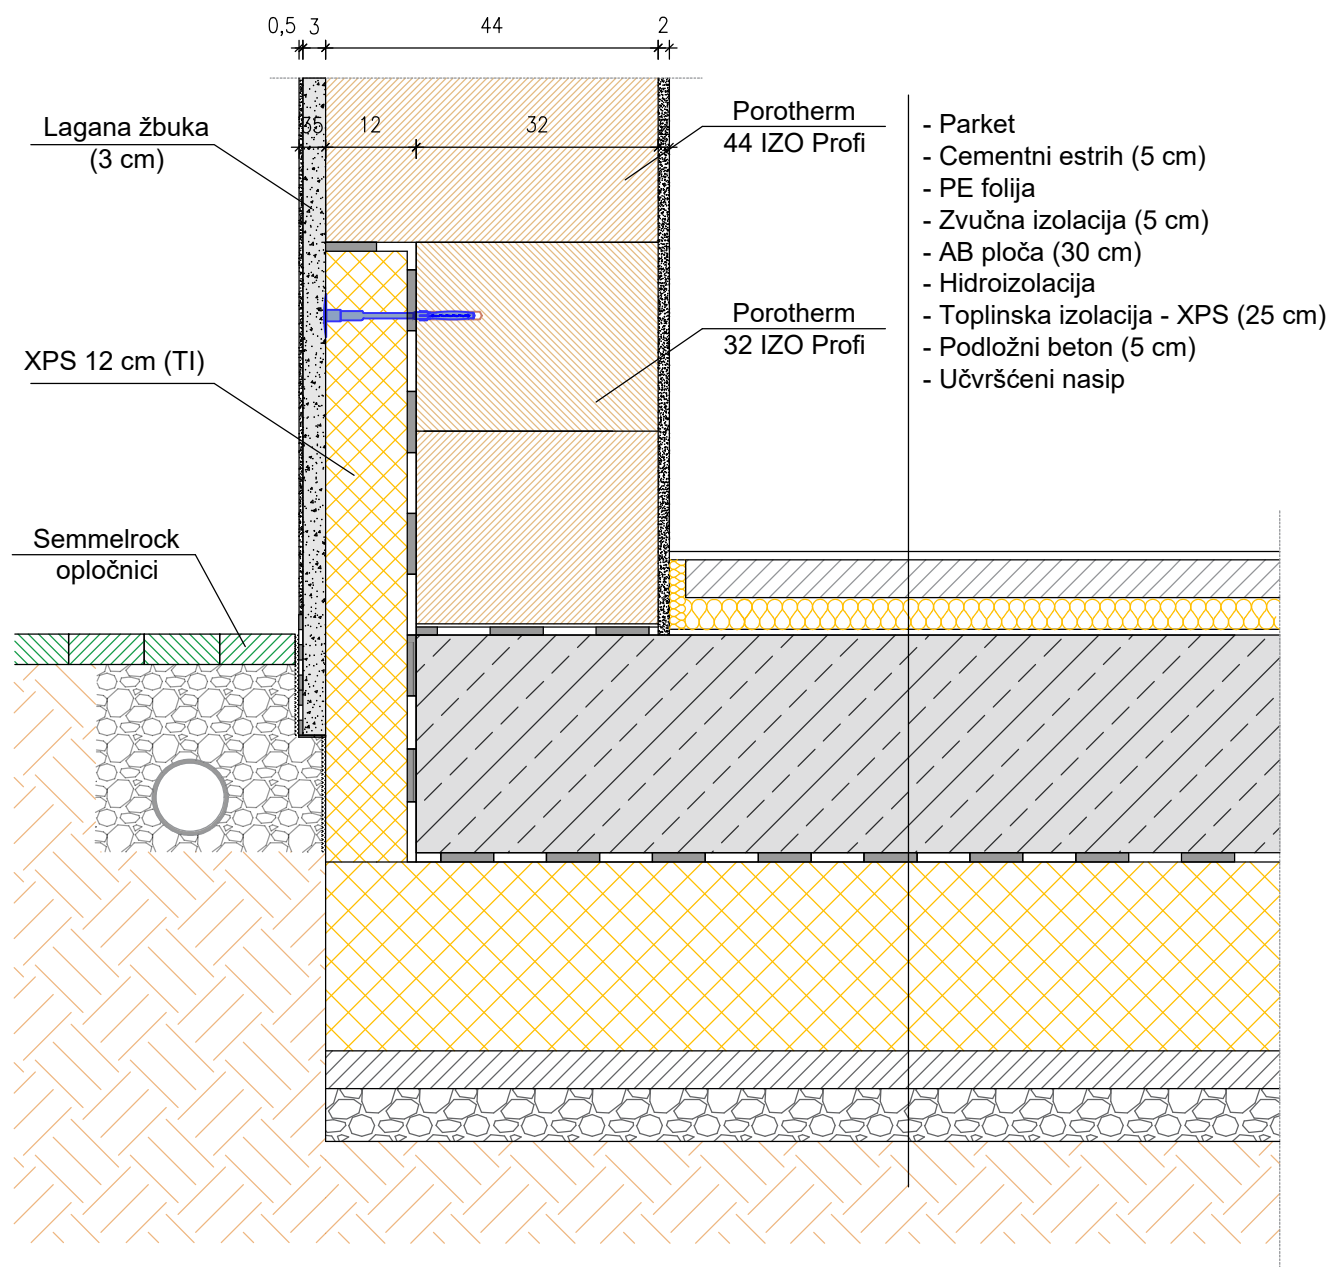 0,5 3 44 2
35 12 32
Lagana žbuka
(3 cm)
XPS 12 cm (TI)
Semmelrock
opločnici
Porotherm
44 IZO Profi
Porotherm
32 IZO Profi
- Parket
- Cementni estrih (5 cm)
- PE folija
- Zvučna izolacija (5 cm)
- AB ploča (30 cm)
- Hidroizolacija
- Toplinska izolacija - XPS (25 cm)
- Podložni beton (5 cm)
- Učvršćeni nasip